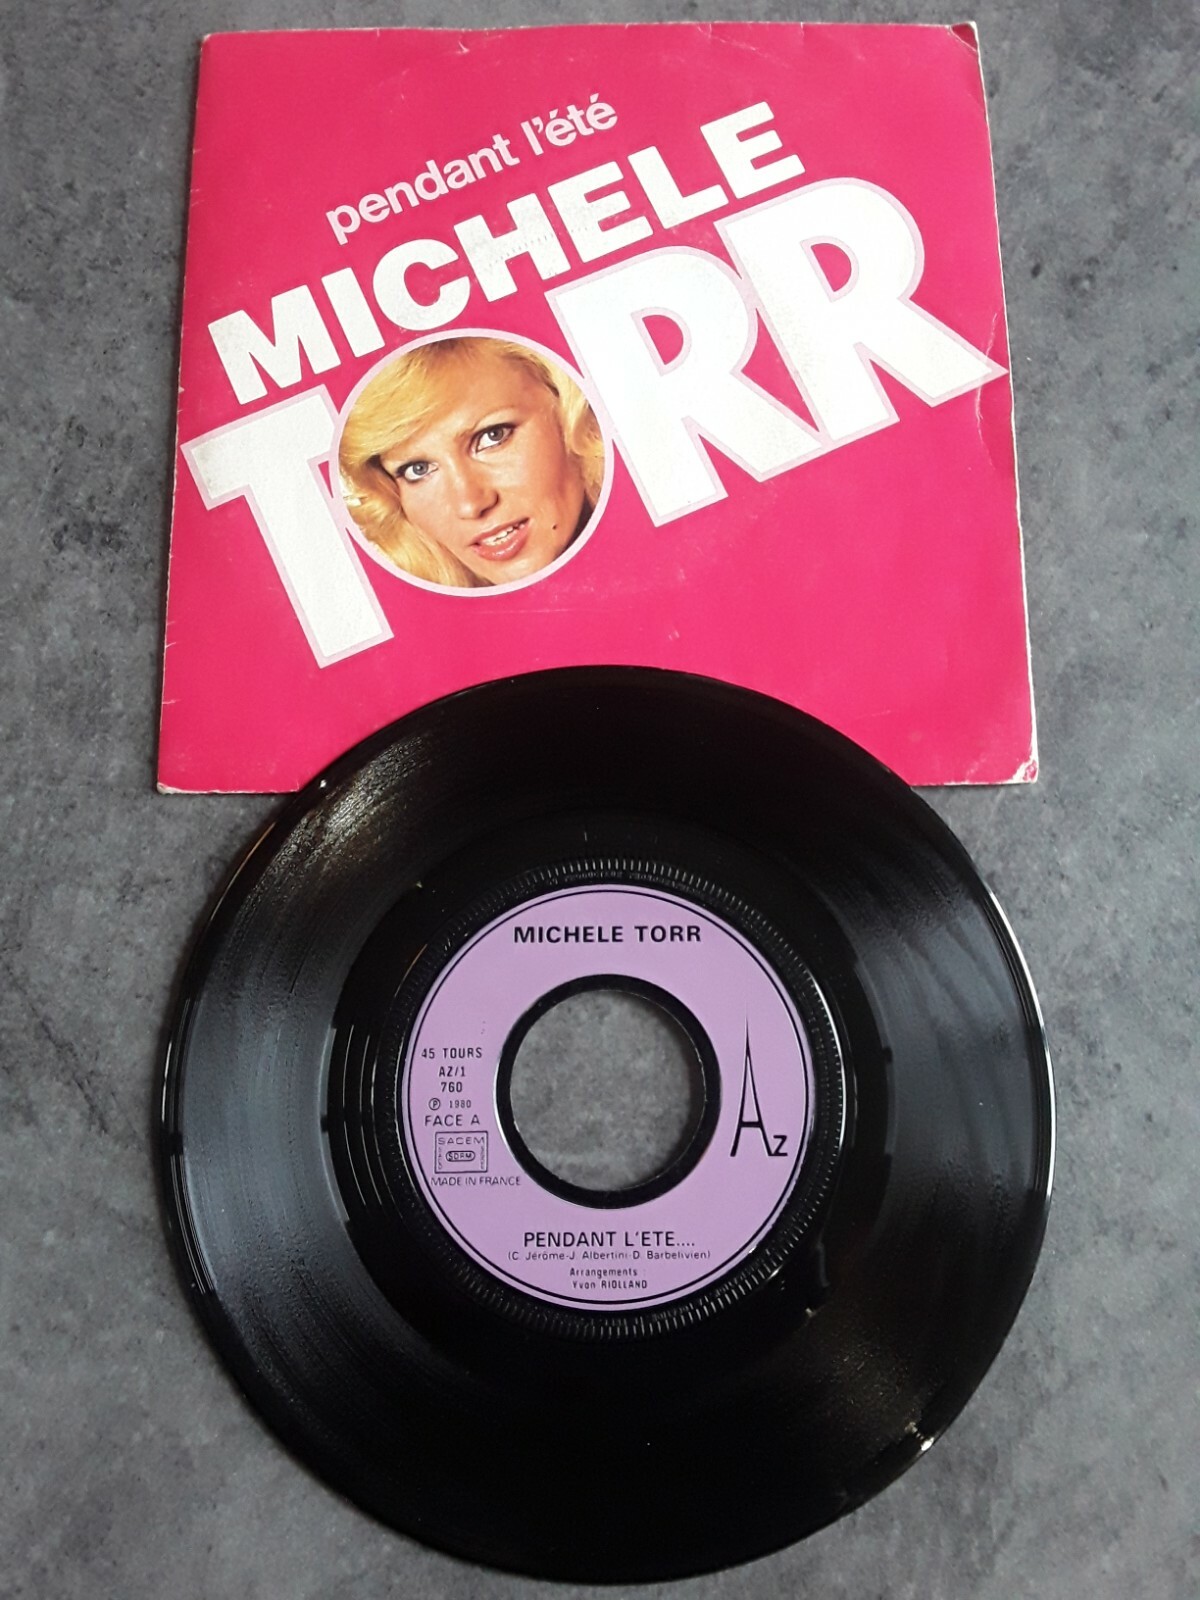 pendant l'été
MICHELE
TORR
MICHELE TORR
45 TOURS
AZ/1
760
Ⓟ 1980
FACE A
SACEM
SDRM
MADE IN FRANCE
AZ
PENDANT L'ETE....
(C. Jérôme-J. Albertini-D. Barbelivien)
Arrangements :
Yvon RIOLLAND